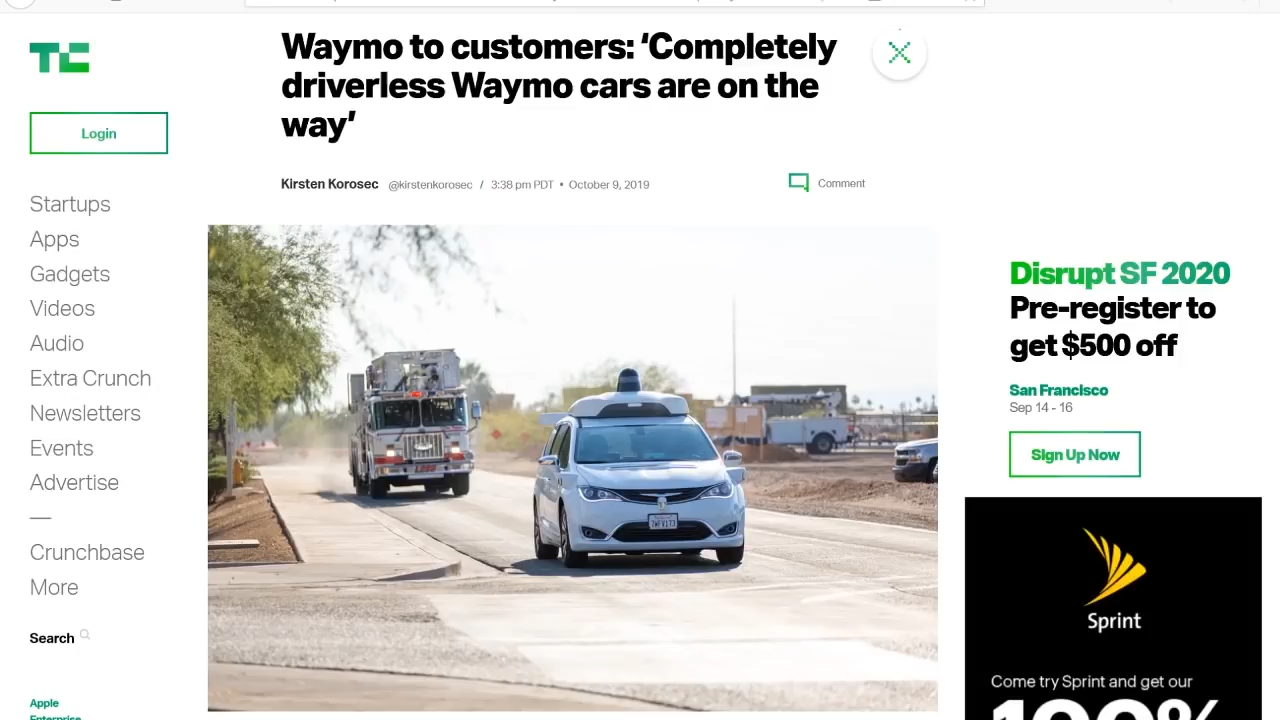 TC
Login
Startups
Apps
Gadgets
Videos
Audio
Extra Crunch
Newsletters
Events
Advertise
—
Crunchbase
More
Search
Apple
Enterprise
Waymo to customers: ‘Completely
driverless Waymo cars are on the
way’
Kirsten Korosec @kirstenkorosec / 3:38 pm PDT • October 9, 2019
Comment
Disrupt SF 2020
Pre-register to
get $500 off
San Francisco
Sep 14 - 16
Sign Up Now
Sprint
Come try Sprint and get our
100%